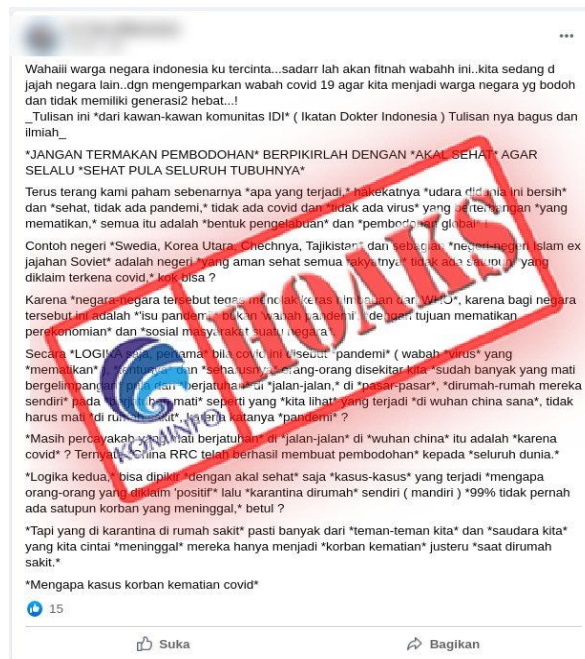 Wahaiii warga negara indonesia ku tercinta...sadarr lah akan fitnah wabahh ini..kita sedang d
jajah negara lain..dgn mengemparkan wabah covid 19 agar kita menjadi warga negara yg bodoh
dan tidak memiliki generasi2 hebat...!
_Tulisan ini *dari kawan-kawan komunitas IDI* ( Ikatan Dokter Indonesia ) Tulisan nya bagus dan
ilmiah_
*JANGAN TERMAKAN PEMBODOHAN* BERPIKIRLAH DENGAN *AKAL SEHAT* AGAR
SELALU *SEHAT PULA SELURUH TUBUHNYA*
Terus terang kami paham sebenarnya *apa yang terjadi,* hakekatnya *udara didunia ini bersih*
dan *sehat, tidak ada pandemi,* tidak ada covid dan *tidak ada virus* yang bertentangan *yang
mematikan,* semua itu adalah *bentuk pengelabuan* dan *pembodohan global*
Contoh negeri *Swedia, Korea Utara, Chechnya, Tajikistan* dan sebagian *negeri-negeri Islam ex
jajahan Soviet* adalah negeri *yang aman sehat semua rakyatnya* tidak ada satupun yang
diklaim terkena covid,* kok bisa ?
Karena *negara-negara tersebut tegas menolak keras himbauan dari WHO*, karena bagi negara
tersebut ini adalah *'isu pandemi, bukan 'wabah pandemi', *dengan tujuan mematikan
perekonomian* dan *sosial masyarakat suatu negara*.
Secara *LOGIKA saja, pertama* bila covid ini disebut *pandemi* ( wabah *virus* yang
*mematikan* ) *tentunya* dan *seharusnya* orang-orang disekitar kita *sudah banyak yang mati
bergelimpangan* pada berjatuhan* di *jalan-jalan,* di *pasar-pasar*, *dirumah-rumah mereka
sendiri* pada mati* seperti yang *kita lihat* yang terjadi *di wuhan china sana*, tidak
harus mati *di rumah sakit*, karena katanya *pandemi* ?
*Masih percayakah yang mati berjatuhan* di *jalan-jalan* di *wuhan china* itu adalah *karena
covid* ? Ternyata *China RRC telah berhasil membuat pembodohan* kepada *seluruh dunia.*
*Logika kedua,* bisa dipikir *dengan akal sehat* saja *kasus-kasus* yang terjadi *mengapa
orang-orang yang diklaim 'positif' lalu *karantina dirumah* sendiri ( mandiri ) *99% tidak pernah
ada satupun korban yang meninggal,* betul ?
*Tapi yang di karantina di rumah sakit* pasti banyak dari *teman-teman kita* dan *saudara kita*
yang kita cintai *meninggal* mereka hanya menjadi *korban kematian* justeru *saat dirumah
sakit.*
*Mengapa kasus korban kematian covid*
15
Suka
Bagikan
HOAKS
KOMINFO